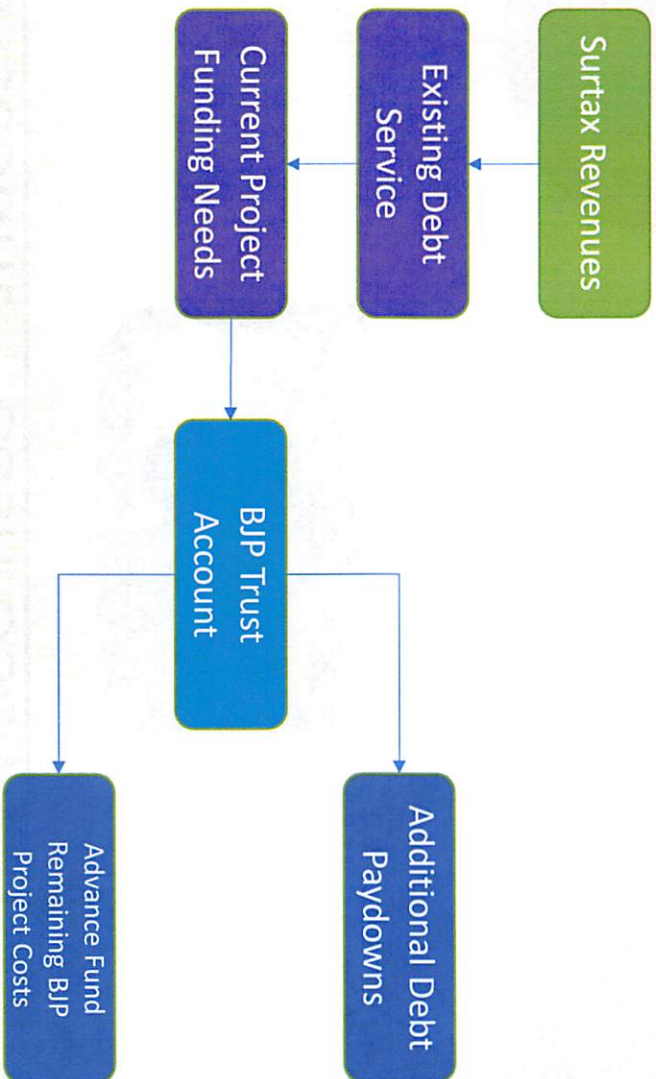 Surtax Revenues
Existing Debt
Service
Current Project
Funding Needs
BJP Trust
Account
Additional Debt
Paydowns
Advance Fund
Remaining BJP
Project Costs